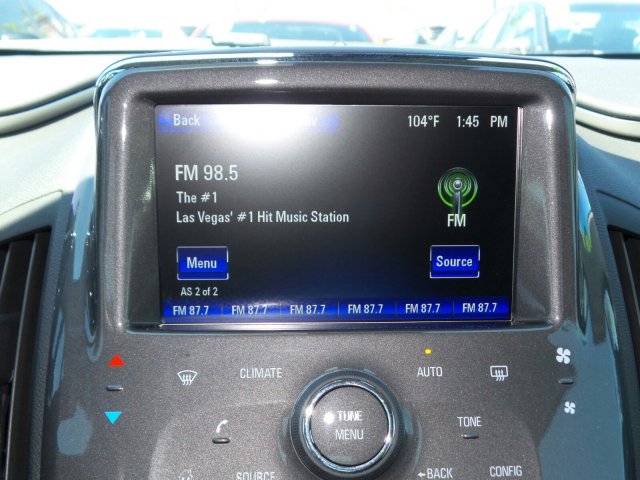 Back 104°F 1:45 PM
FM 98.5
The #1
Las Vegas' #1 Hit Music Station
FM
Menu Source
AS 2 of 2
FM 87.7 FM 87.7 FM 87.7 FM 87.7 FM 87.7 FM 87.7
CLIMATE AUTO
TUNE
MENU
TONE
SOURCE BACK CONFIG